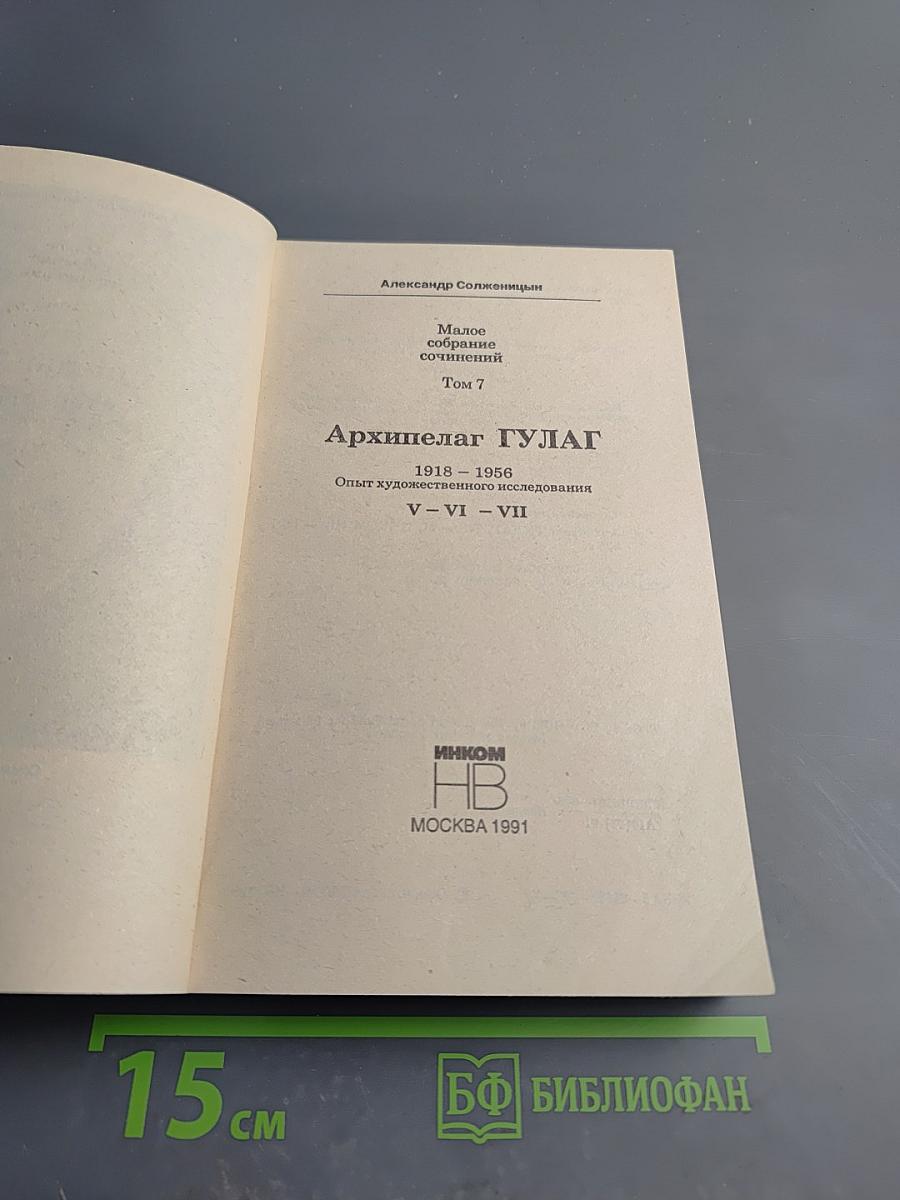 Александр Солженицын
Малое
собрание
сочинений
Том 7
Архипелаг ГУЛАГ
1918 – 1956
Опыт художественного исследования
V – VI – VII
ИНКОМ
НВ
МОСКВА 1991
15 см
БФ БИБЛИОФАН